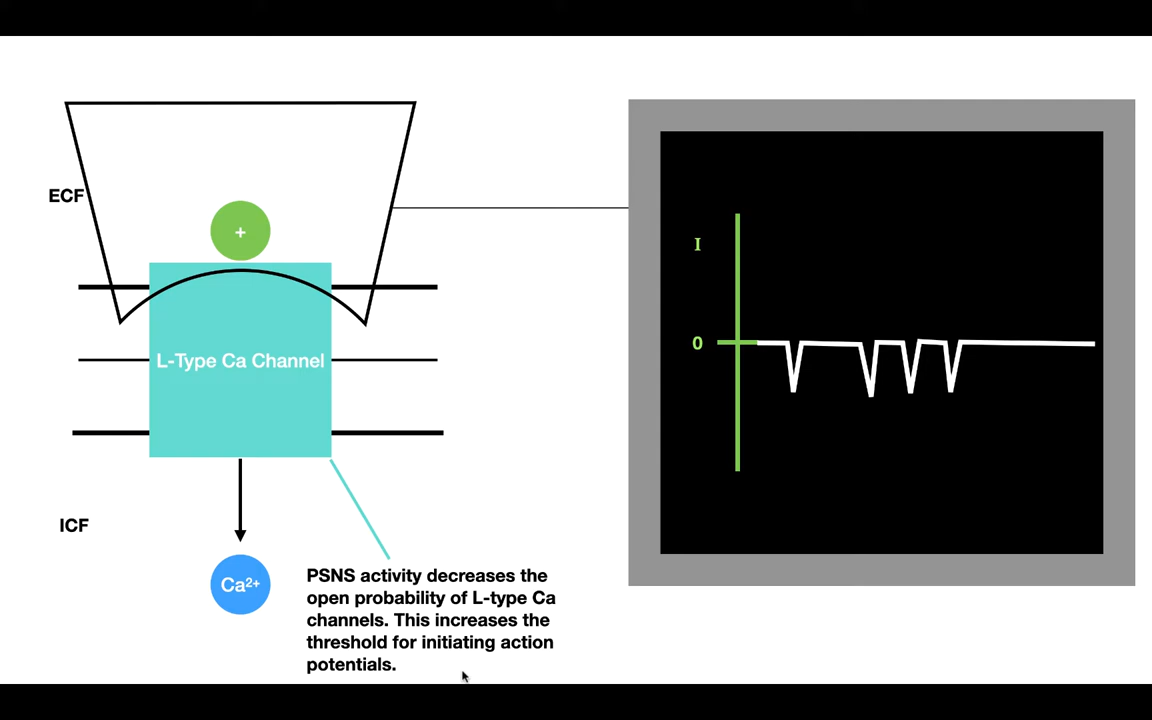 ECF
+
L-Type Ca Channel
ICF
Ca²⁺
PSNS activity decreases the
open probability of L-type Ca
channels. This increases the
threshold for initiating action
potentials.
I
0